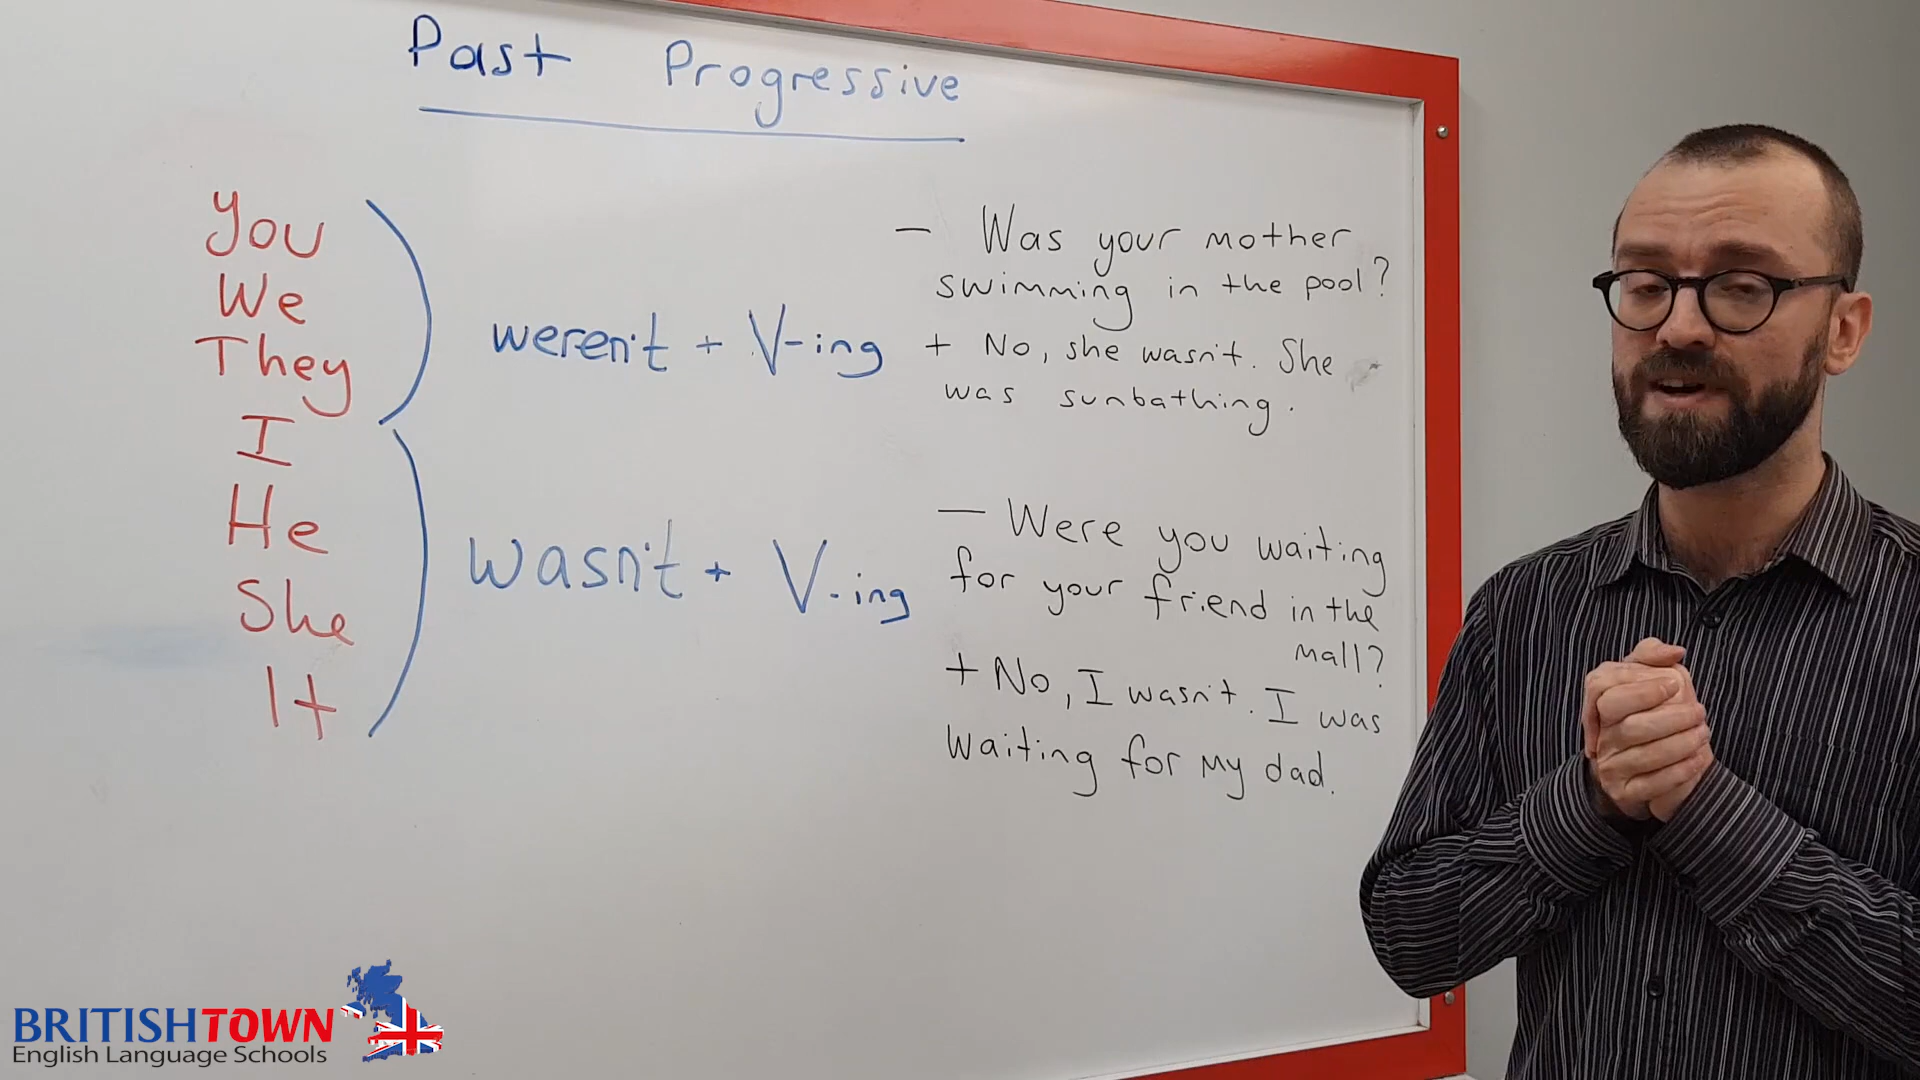 Past Progressive
You
We
They
I
He
She
It
weren't + V-ing
wasn't + V-ing
— Was your mother
swimming in the pool?
+ No, she wasn't. She
was sunbathing.
— Were you waiting
for your friend in the
mall?
+ No, I wasn't. I was
waiting for my dad.
BRITISHTOWN
English Language Schools